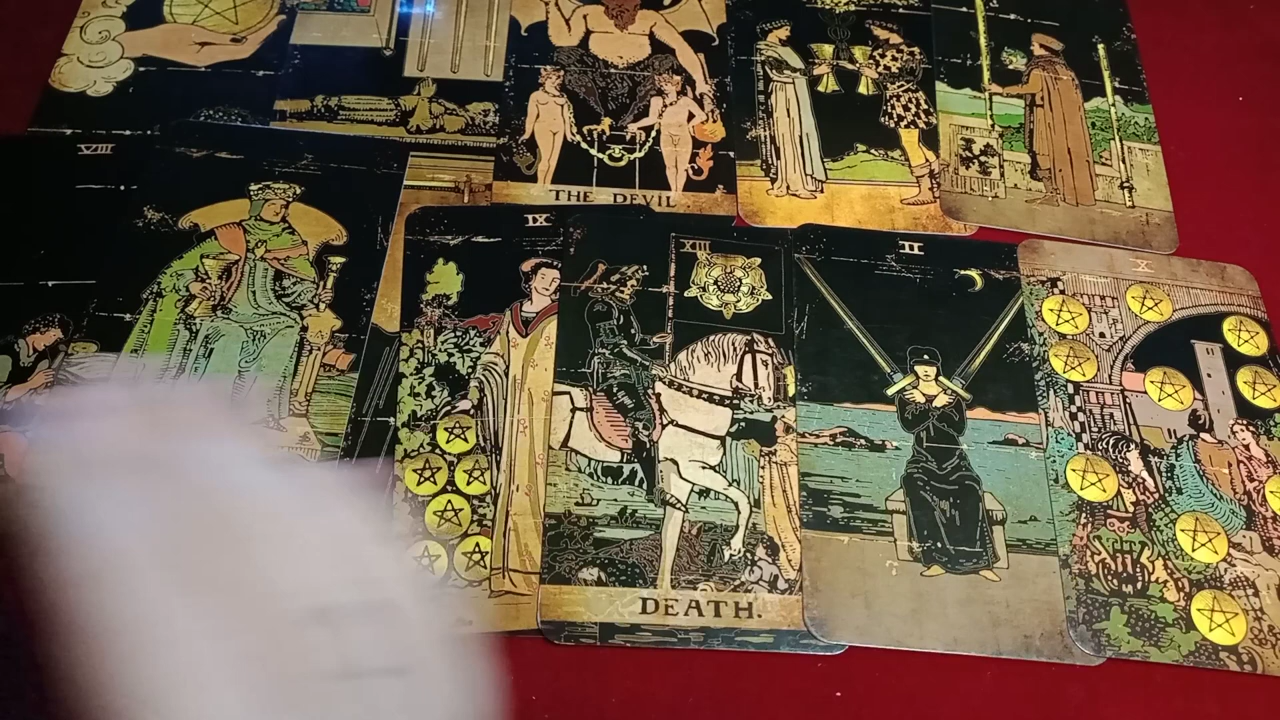 THE DEVIL.
VIII
IX
XIII
II
X
DEATH.